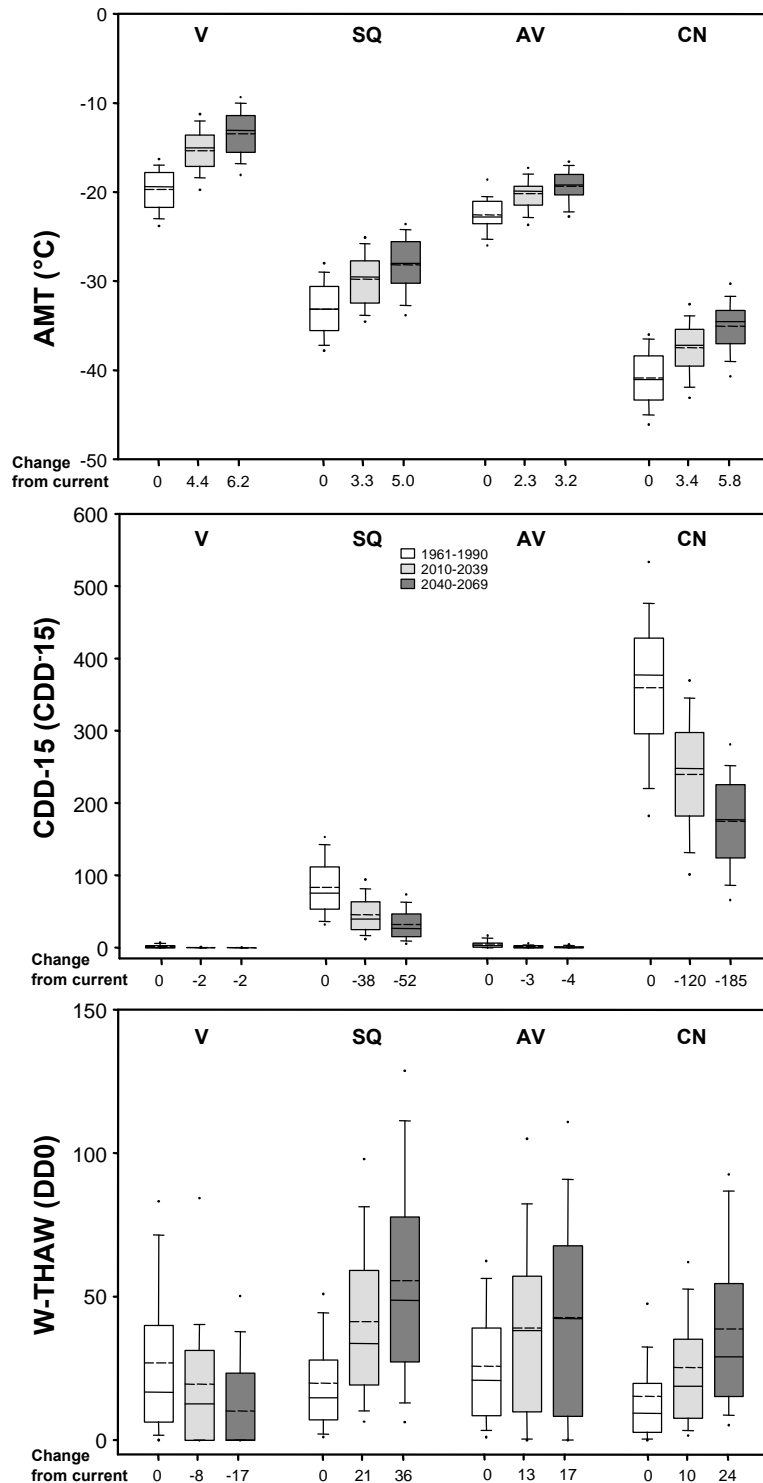 V SQ AV CN
0
-10
-20
-30
-40
-50
AMT (°C)
Change
from current 0 4.4 6.2 0 3.3 5.0 0 2.3 3.2 0 3.4 5.8
V SQ AV CN
1961-1990
2010-2039
2040-2069
600
500
400
300
200
100
0
CDD-15 (CDD-15)
Change
from current 0 -2 -2 0 -38 -52 0 -3 -4 0 -120 -185
V SQ AV CN
150
100
50
0
W-THAW (DD0)
Change
from current 0 -8 -17 0 21 36 0 13 17 0 10 24